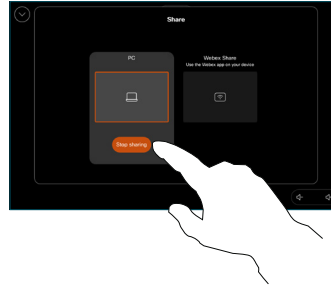 Share
PC
Webex Share
Use the Webex app on your device
Stop sharing